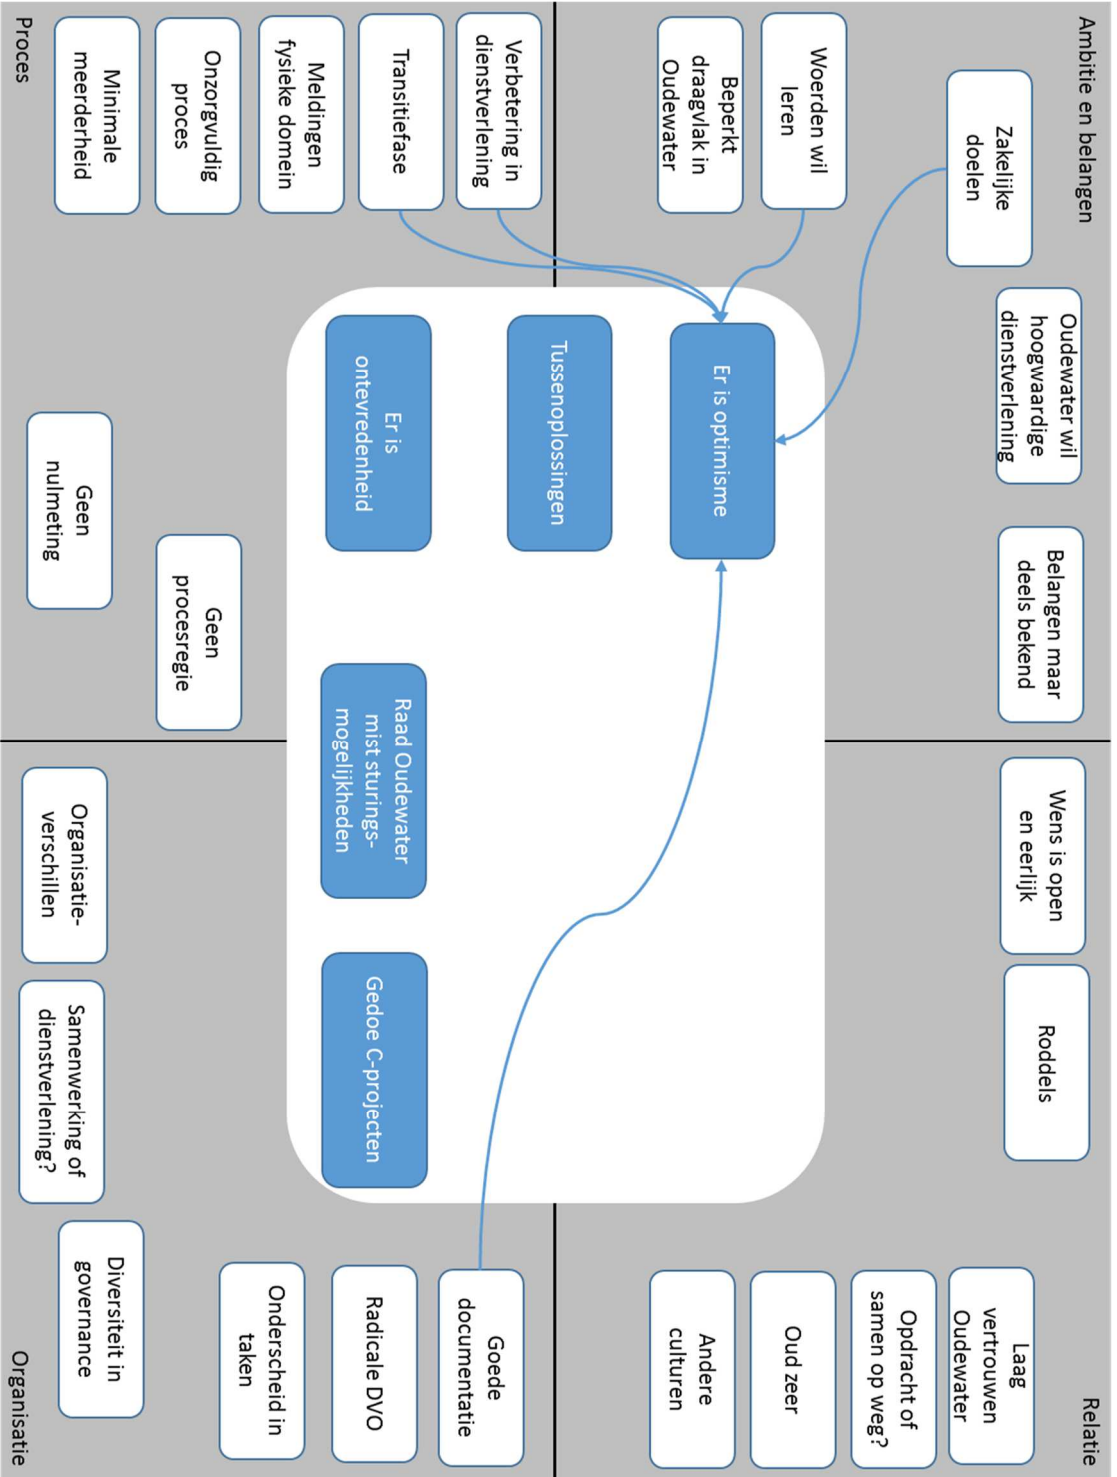 Ambitie en belangen
Zakelijke
doelen
Oudewater wil
hoogwaardige
dienstverlening
Belangen maar
deels bekend
Woerden wil
leren
Beperkt
draagvlak in
Oudewater
Wens is open
en eerlijk
Roddels
Relatie
Laag
vertrouwen
Oudewater
Opdracht of
samen op weg?
Oud zeer
Andere
culturen
Er is optimisme
Tussenoplossingen
Er is
ontevredenheid
Raad Oudewater
mist sturings-
mogelijkheden
Gedoe C-projecten
Verbetering in
dienstverlening
Transitiefase
Meldingen
fysieke domein
Onzorgvuldig
proces
Minimale
meerderheid
Proces
Geen
nulmeting
Geen
procesregie
Goede
documentatie
Radicale DVO
Onderscheid in
taken
Organisatie-
verschillen
Samenwerking of
dienstverlening?
Diversiteit in
governance
Organisatie